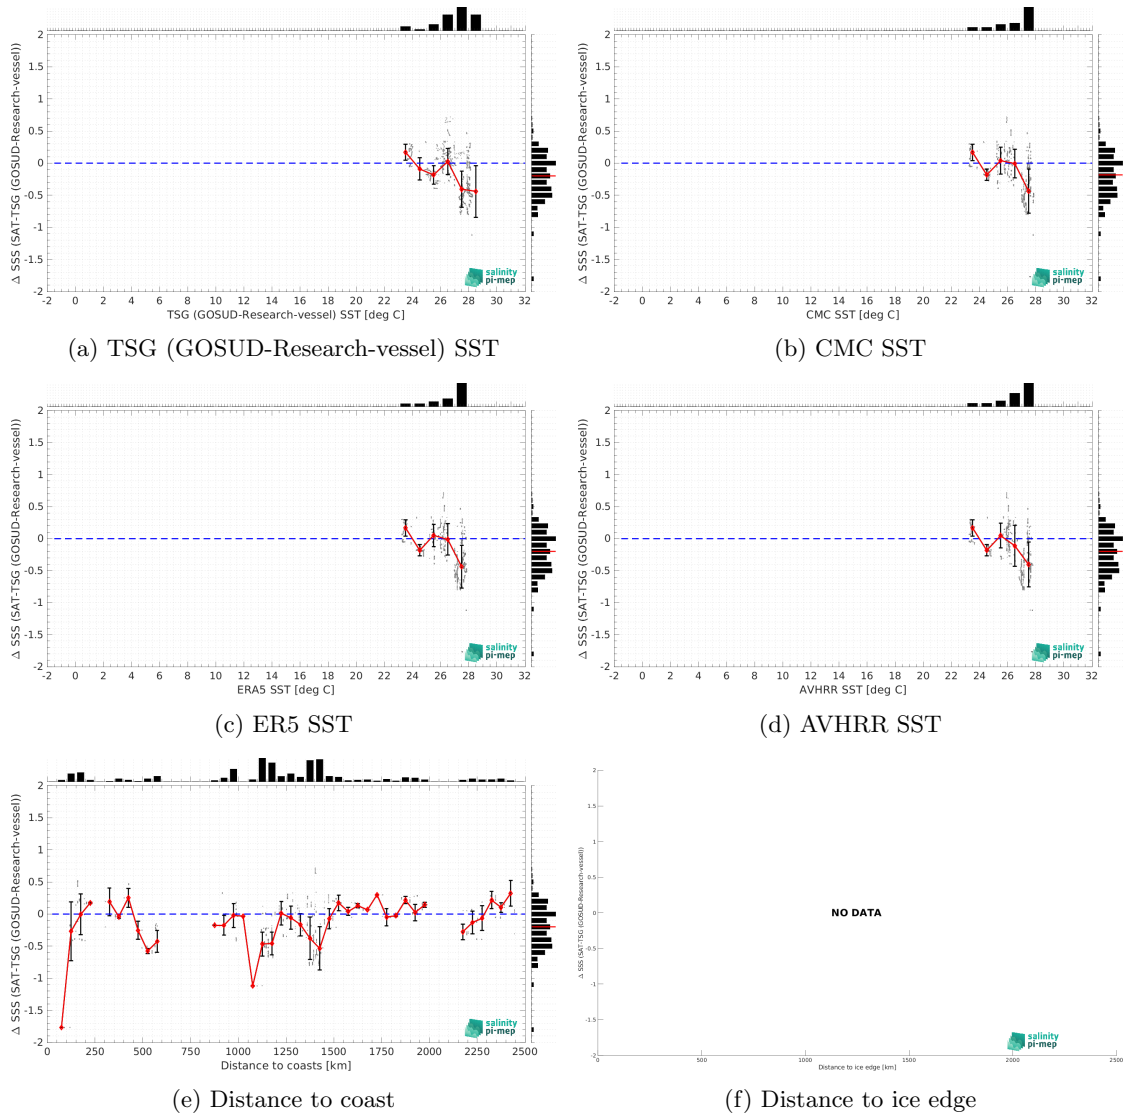 2
1.5
1
0.5
0
-0.5
-1
-1.5
-2
Δ SSS (SAT-TSG (GOSUD-Research-vessel))
salinity
pi-mep
-2 0 2 4 6 8 10 12 14 16 18 20 22 24 26 28 30 32
TSG (GOSUD-Research-vessel) SST [deg C]
(a) TSG (GOSUD-Research-vessel) SST
2
1.5
1
0.5
0
-0.5
-1
-1.5
-2
Δ SSS (SAT-TSG (GOSUD-Research-vessel))
salinity
pi-mep
-2 0 2 4 6 8 10 12 14 16 18 20 22 24 26 28 30 32
CMC SST [deg C]
(b) CMC SST
2
1.5
1
0.5
0
-0.5
-1
-1.5
-2
Δ SSS (SAT-TSG (GOSUD-Research-vessel))
salinity
pi-mep
-2 0 2 4 6 8 10 12 14 16 18 20 22 24 26 28 30 32
ERA5 SST [deg C]
(c) ER5 SST
2
1.5
1
0.5
0
-0.5
-1
-1.5
-2
Δ SSS (SAT-TSG (GOSUD-Research-vessel))
salinity
pi-mep
-2 0 2 4 6 8 10 12 14 16 18 20 22 24 26 28 30 32
AVHRR SST [deg C]
(d) AVHRR SST
2
1.5
1
0.5
0
-0.5
-1
-1.5
-2
Δ SSS (SAT-TSG (GOSUD-Research-vessel))
salinity
pi-mep
0 250 500 750 1000 1250 1500 1750 2000 2250 2500
Distance to coasts [km]
(e) Distance to coast
2
1.5
1
0.5
0
-0.5
-1
-1.5
-2
Δ SSS (SAT-TSG (GOSUD-Research-vessel))
NO DATA
salinity
pi-mep
0 500 1000 1500 2000 2500
Distance to ice edge [km]
(f) Distance to ice edge